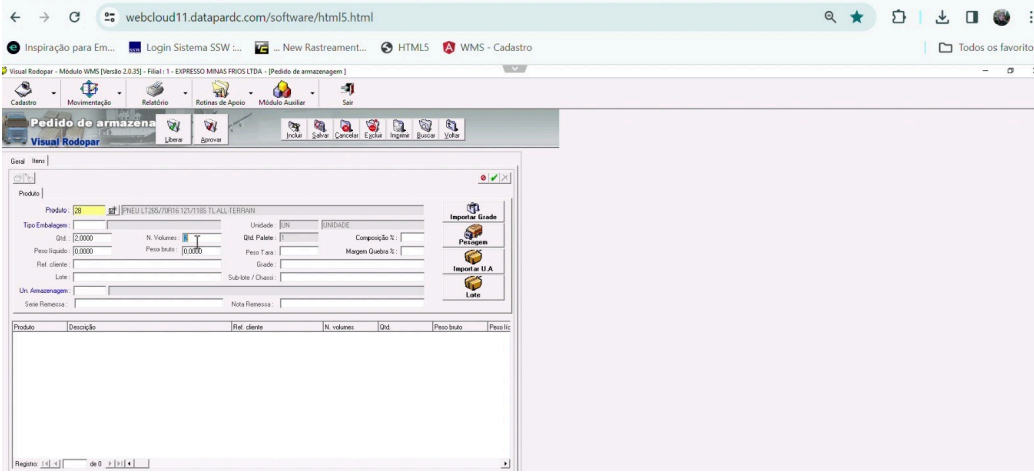 webcloud11.datapardc.com/software/html5.html
Inspiração para Em... Login Sistema SSW :... ... New Rastreament... HTML5 WMS - Cadastro Todos os favorito
Visual Rodopar - Módulo WMS [Versão 2.0.35] - Filial : 1 - EXPRESSO MINAS FRIOS LTDA - [Pedido de armazenagem ]
Cadastro Movimentação Relatório Rotinas de Apoio Módulo Auxiliar Sair
Pedido de armazena
Visual Rodopar
Liberar Aprovar Incluir Salvar Cancelar Excluir Imprimir Buscar Voltar
Geral Itens
Produto
Produto : 28 PNEU LT265/70R16 121/118S TL ALL-TERRAIN
Importar Grade
Tipo Embalagem : Unidade : UN UNIDADE
Qtd. : 2,0000 N. Volumes : Qtd. Palete : 1 Composição % :
Pesagem
Peso líquido : 0,0000 Peso bruto : 0,0000 Peso Tara : Margem Quebra % :
Ref. cliente : Grade :
Importar U.A
Lote : Sub-lote / Chassi :
Un. Armazenagem :
Lote
Serie Remessa : Nota Remessa :
Produto Descrição Ref. cliente N. volumes Qtd. Peso bruto Peso líq
Registro: de 0